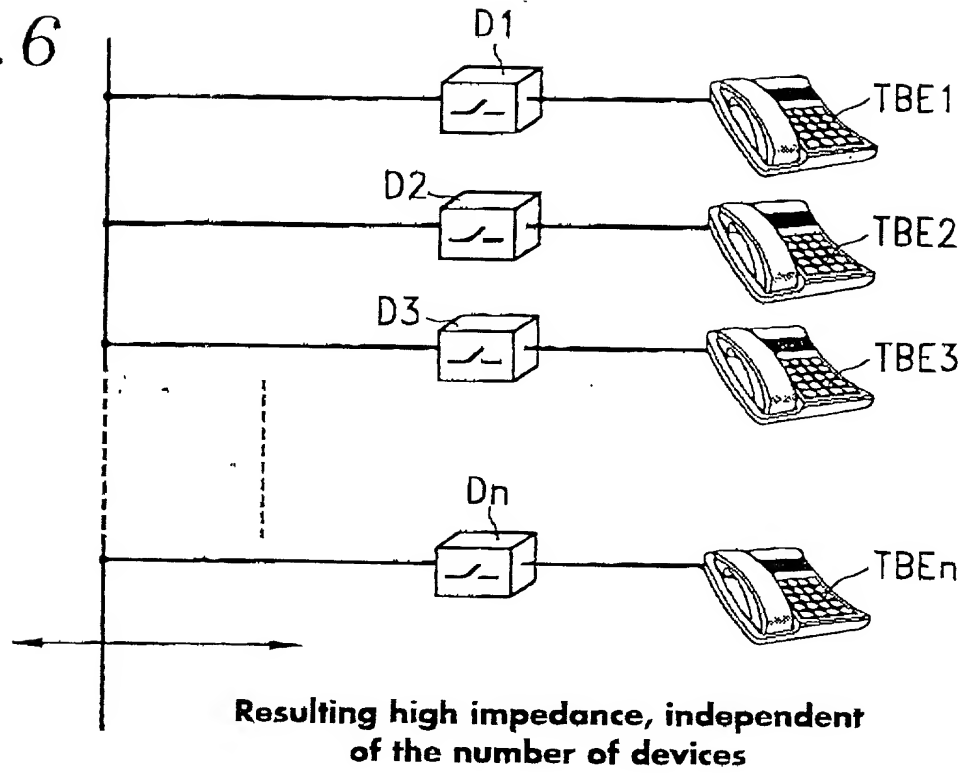 . 6
D1
TBE1
D2
TBE2
D3
TBE3
Dn
TBEn
Resulting high impedance, independent
of the number of devices